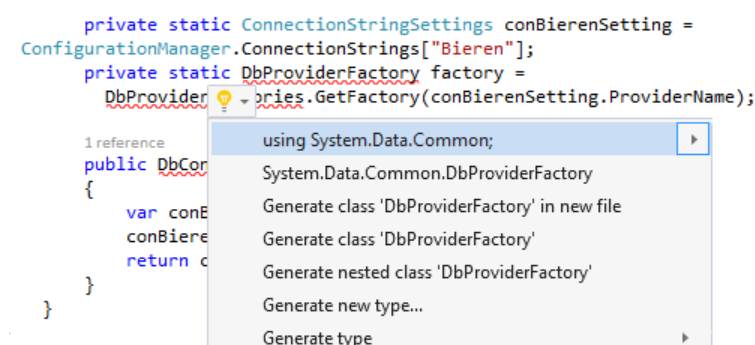 private static ConnectionStringSettings conBierenSetting =
ConfigurationManager.ConnectionStrings["Bieren"];
private static DbProviderFactory factory =
DbProvider ories.GetFactory(conBierenSetting.ProviderName);
1 reference
public DbCon
{
var conB
conBiere
return c
}
}
using System.Data.Common;
System.Data.Common.DbProviderFactory
Generate class 'DbProviderFactory' in new file
Generate class 'DbProviderFactory'
Generate nested class 'DbProviderFactory'
Generate new type...
Generate type